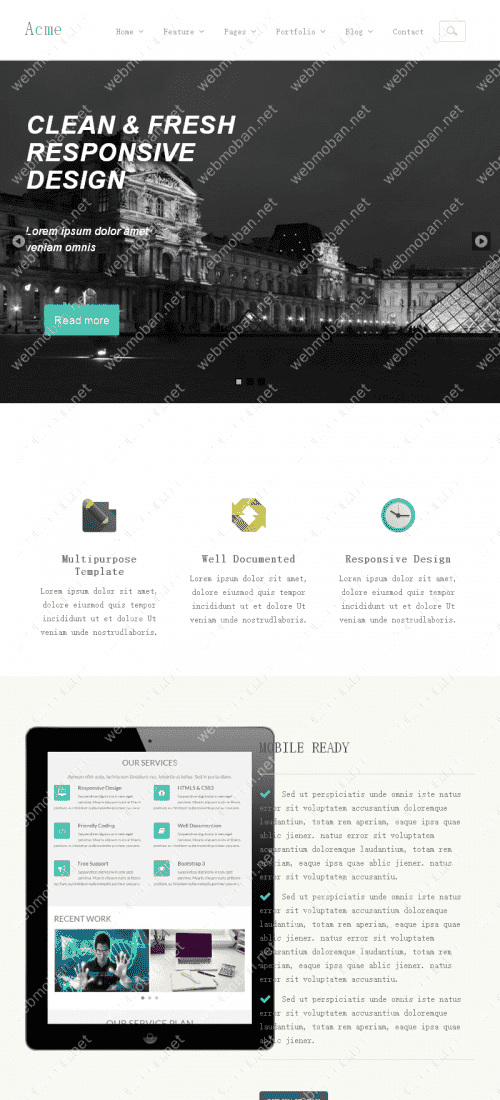 Acme
Home Feature Pages Portfolio Blog Contact
CLEAN & FRESH
RESPONSIVE
DESIGN
Lorem ipsum dolor amet
veniam omnis
Read more
webmoban.net
Multipurpose
Template
Lorem ipsum dolor sit amet,
dolore eiusmod quis tempor
incididunt ut et dolore Ut
veniam unde nostrudlaboris.
Well Documented
Lorem ipsum dolor sit amet,
dolore eiusmod quis tempor
incididunt ut et dolore Ut
veniam unde nostrudlaboris.
Responsive Design
Lorem ipsum dolor sit amet,
dolore eiusmod quis tempor
incididunt ut et dolore Ut
veniam unde nostrudlaboris.
OUR SERVICES
Responsive Design
HTML5 & CSS3
Friendly Coding
Well Documention
Free Support
Bootstrap 3
RECENT WORK
OUR SERVICE PLAN
MOBILE READY
Sed ut perspiciatis unde omnis iste natus
error sit voluptatem accusantium doloremque
laudantium, totam rem aperiam, eaque ipsa quae
ablic jiener. natus error sit voluptatem
accusantium doloremque laudantium, totam rem
aperiam, eaque ipsa quae ablic jiener. natus
error sit voluptatem accusantiu.
Sed ut perspiciatis unde omnis iste natus
error sit voluptatem accusantium doloremque
laudantium, totam rem aperiam, eaque ipsa quae
ablic jiener. natus error sit voluptatem
accusantium doloremque laudantium, totam rem
aperiam, eaque ipsa quae ablic jiener. natus
error sit voluptatem accusantiu.
Sed ut perspiciatis unde omnis iste natus
error sit voluptatem accusantium doloremque
laudantium, totam rem aperiam, eaque ipsa quae
ablic jiener.